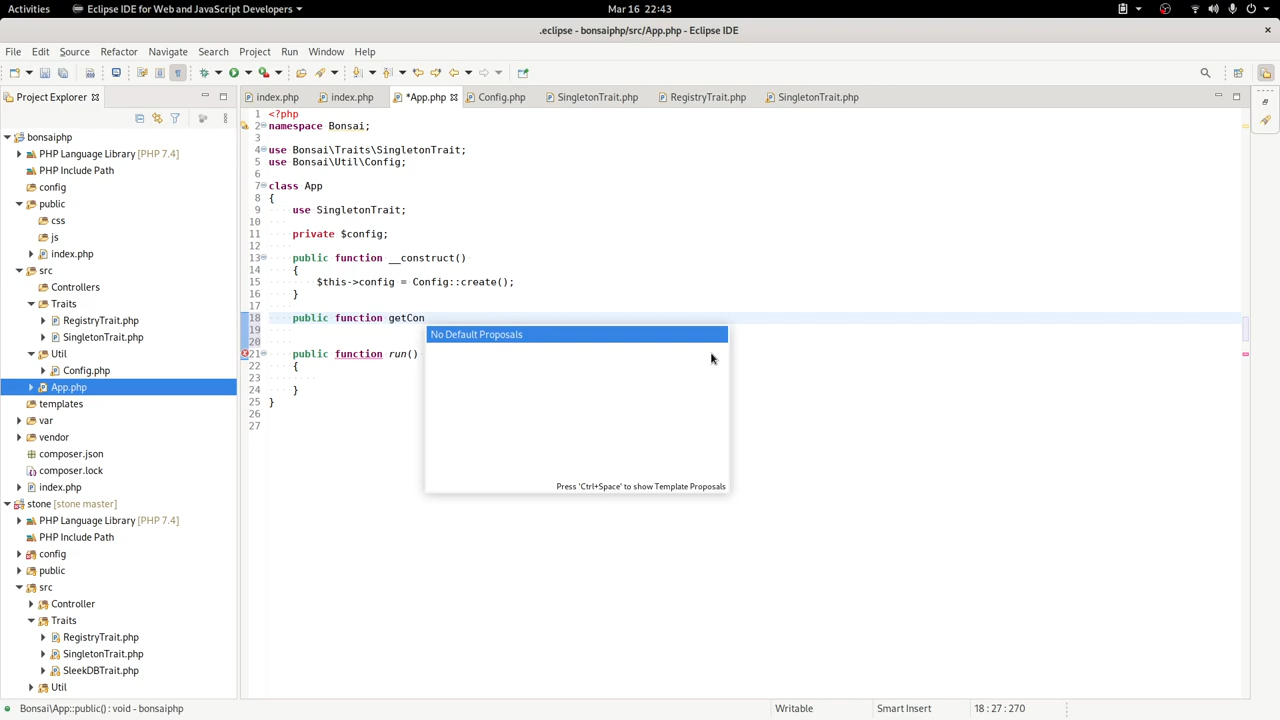 Activities
Eclipse IDE for Web and JavaScript Developers
Mar 16 22:43
.eclipse - bonsaiphp/src/App.php - Eclipse IDE
File Edit Source Refactor Navigate Search Project Run Window Help
Project Explorer
index.php
index.php
*App.php
Config.php
SingletonTrait.php
RegistryTrait.php
SingletonTrait.php
bonsaiphp
PHP Language Library [PHP 7.4]
PHP Include Path
config
public
css
js
index.php
src
Controllers
Traits
RegistryTrait.php
SingletonTrait.php
Util
Config.php
App.php
templates
var
vendor
composer.json
composer.lock
index.php
stone [stone master]
PHP Language Library [PHP 7.4]
PHP Include Path
config
public
src
Controller
Traits
RegistryTrait.php
SingletonTrait.php
SleekDBTrait.php
Util
1 <?php
2 namespace Bonsai;
3
4 use Bonsai\Traits\SingletonTrait;
5 use Bonsai\Util\Config;
6
7 class App
8 {
9 use SingletonTrait;
10
11 private $config;
12
13 public function __construct()
14 {
15 $this->config = Config::create();
16 }
17
18 public function getCon
19
20
21 public function run()
22 {
23
24 }
25 }
26
27
No Default Proposals
Press 'Ctrl+Space' to show Template Proposals
Bonsai\App::public() : void - bonsaiphp
Writable
Smart Insert
18 : 27 : 270